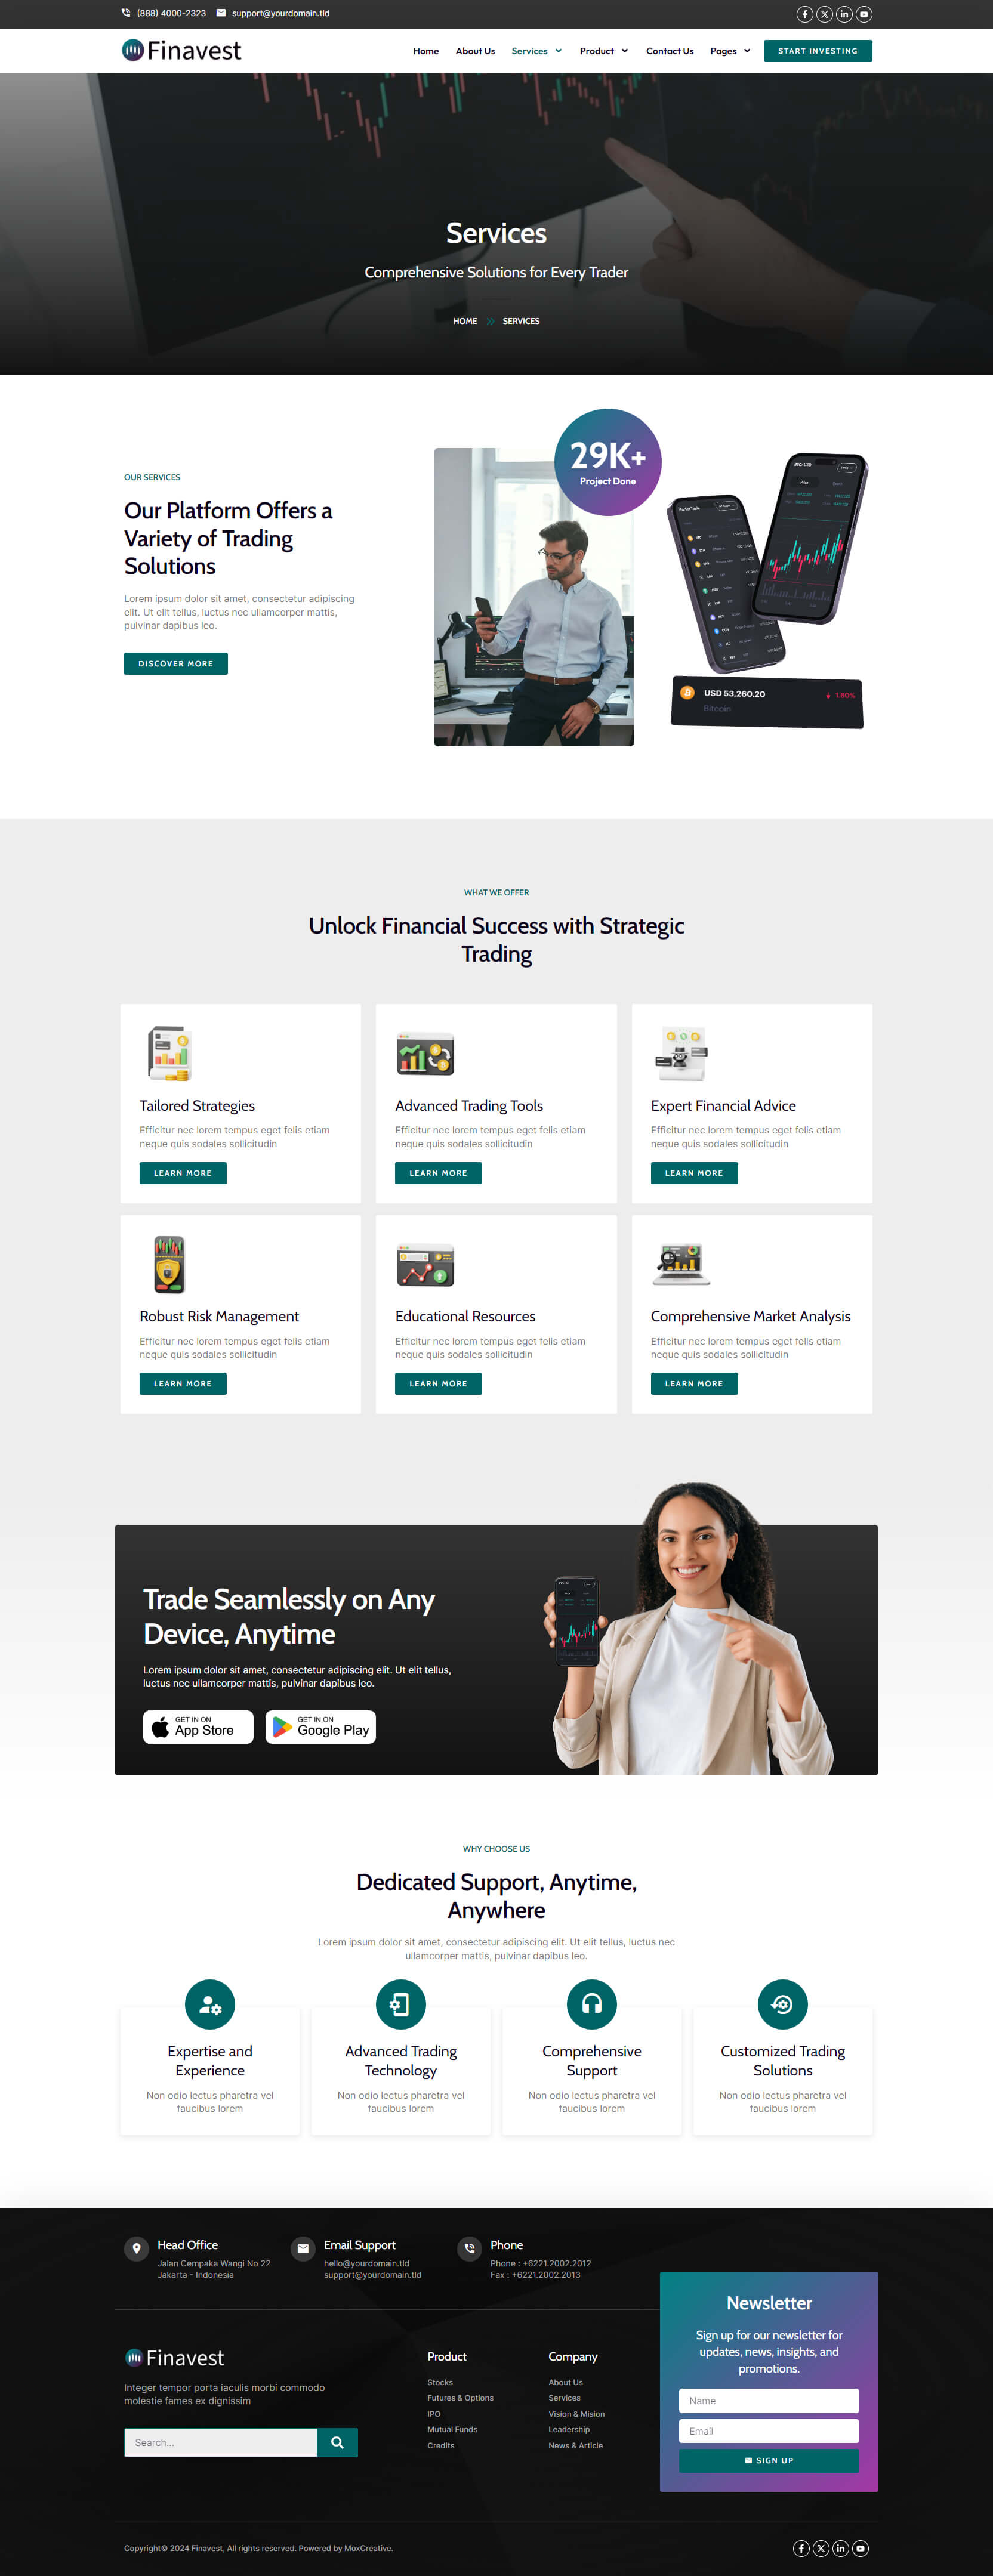 (888) 4000-2323 support@yourdomain.tld
Finavest
Home About Us Services Product Contact Us Pages START INVESTING
Services
Comprehensive Solutions for Every Trader
HOME SERVICES
OUR SERVICES
Our Platform Offers a
Variety of Trading
Solutions
Lorem ipsum dolor sit amet, consectetur adipiscing
elit. Ut elit tellus, luctus nec ullamcorper mattis,
pulvinar dapibus leo.
DISCOVER MORE
29K+
Project Done
BTC/USD
Price
Market Table
USD 53,260.20
1.80%
Bitcoin
WHAT WE OFFER
Unlock Financial Success with Strategic
Trading
Tailored Strategies
Efficitur nec lorem tempus eget felis etiam
neque quis sodales sollicitudin
LEARN MORE
Advanced Trading Tools
Efficitur nec lorem tempus eget felis etiam
neque quis sodales sollicitudin
LEARN MORE
Expert Financial Advice
Efficitur nec lorem tempus eget felis etiam
neque quis sodales sollicitudin
LEARN MORE
Robust Risk Management
Efficitur nec lorem tempus eget felis etiam
neque quis sodales sollicitudin
LEARN MORE
Educational Resources
Efficitur nec lorem tempus eget felis etiam
neque quis sodales sollicitudin
LEARN MORE
Comprehensive Market Analysis
Efficitur nec lorem tempus eget felis etiam
neque quis sodales sollicitudin
LEARN MORE
Trade Seamlessly on Any
Device, Anytime
Lorem ipsum dolor sit amet, consectetur adipiscing elit. Ut elit tellus,
luctus nec ullamcorper mattis, pulvinar dapibus leo.
GET IN ON
App Store
GET IN ON
Google Play
WHY CHOOSE US
Dedicated Support, Anytime,
Anywhere
Lorem ipsum dolor sit amet, consectetur adipiscing elit. Ut elit tellus, luctus nec
ullamcorper mattis, pulvinar dapibus leo.
Expertise and
Experience
Non odio lectus pharetra vel
faucibus lorem
Advanced Trading
Technology
Non odio lectus pharetra vel
faucibus lorem
Comprehensive
Support
Non odio lectus pharetra vel
faucibus lorem
Customized Trading
Solutions
Non odio lectus pharetra vel
faucibus lorem
Head Office
Jalan Cempaka Wangi No 22
Jakarta - Indonesia
Email Support
hello@yourdomain.tld
support@yourdomain.tld
Phone
Phone : +6221.2002.2012
Fax : +6221.2002.2013
Finavest
Integer tempor porta iaculis morbi commodo
molestie fames ex dignissim
Search...
Product
Stocks
Futures & Options
IPO
Mutual Funds
Credits
Company
About Us
Services
Vision & Mision
Leadership
News & Article
Newsletter
Sign up for our newsletter for
updates, news, insights, and
promotions.
Name
Email
SIGN UP
Copyright© 2024 Finavest, All rights reserved. Powered by MoxCreative.